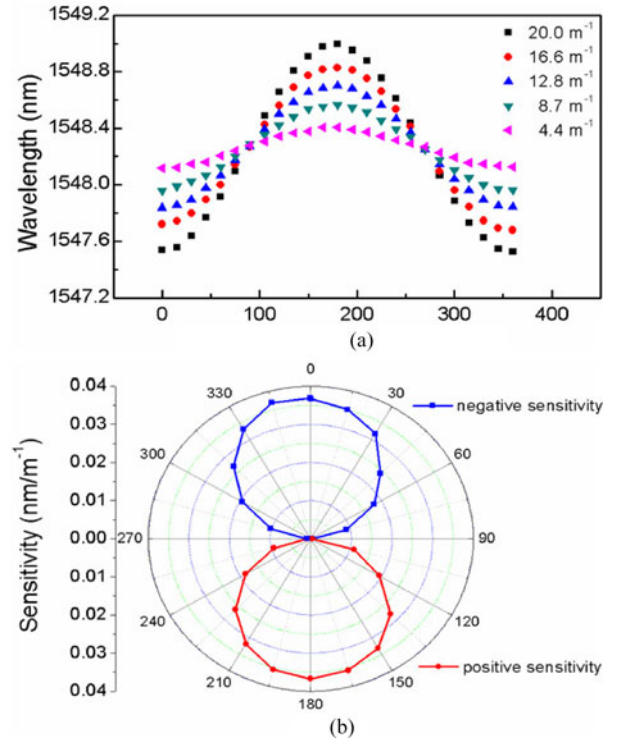 1549.2
1548.8
1548.4
1548.0
1547.6
1547.2
Wavelength (nm)
20.0 m⁻¹
16.6 m⁻¹
12.8 m⁻¹
8.7 m⁻¹
4.4 m⁻¹
0 100 200 300 400
(a)
0.04
0.03
0.02
0.01
0.00
0.01
0.02
0.03
0.04
Sensitivity (nm/m⁻¹)
0
330 30
300 60
270 90
240 120
210 150
180
negative sensitivity
positive sensitivity
(b)